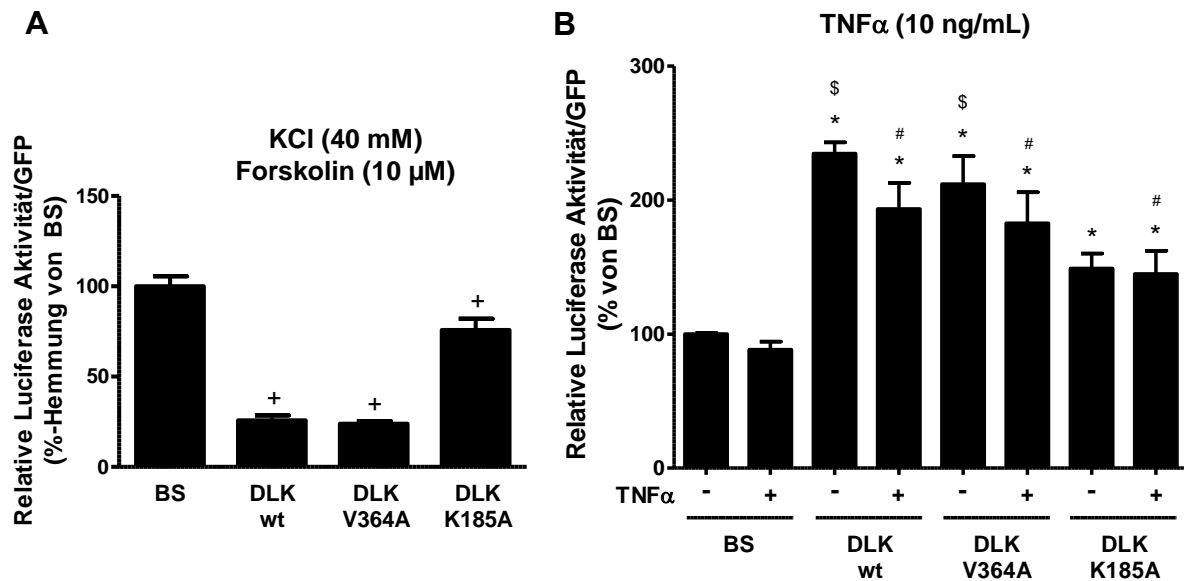 A
KCl (40 mM)
Forskolin (10 µM)
Relative Luciferase Aktivität/GFP
(%-Hemmung von BS)
150
100
50
0
+
+
+
BS
DLK
wt
DLK
V364A
DLK
K185A
B
TNFα (10 ng/mL)
Relative Luciferase Aktivität/GFP
(% von BS)
300
200
100
0
$
*
#
*
$
*
#
*
*
#
*
TNFα
- + - + - + - +
BS
DLK
wt
DLK
V364A
DLK
K185A